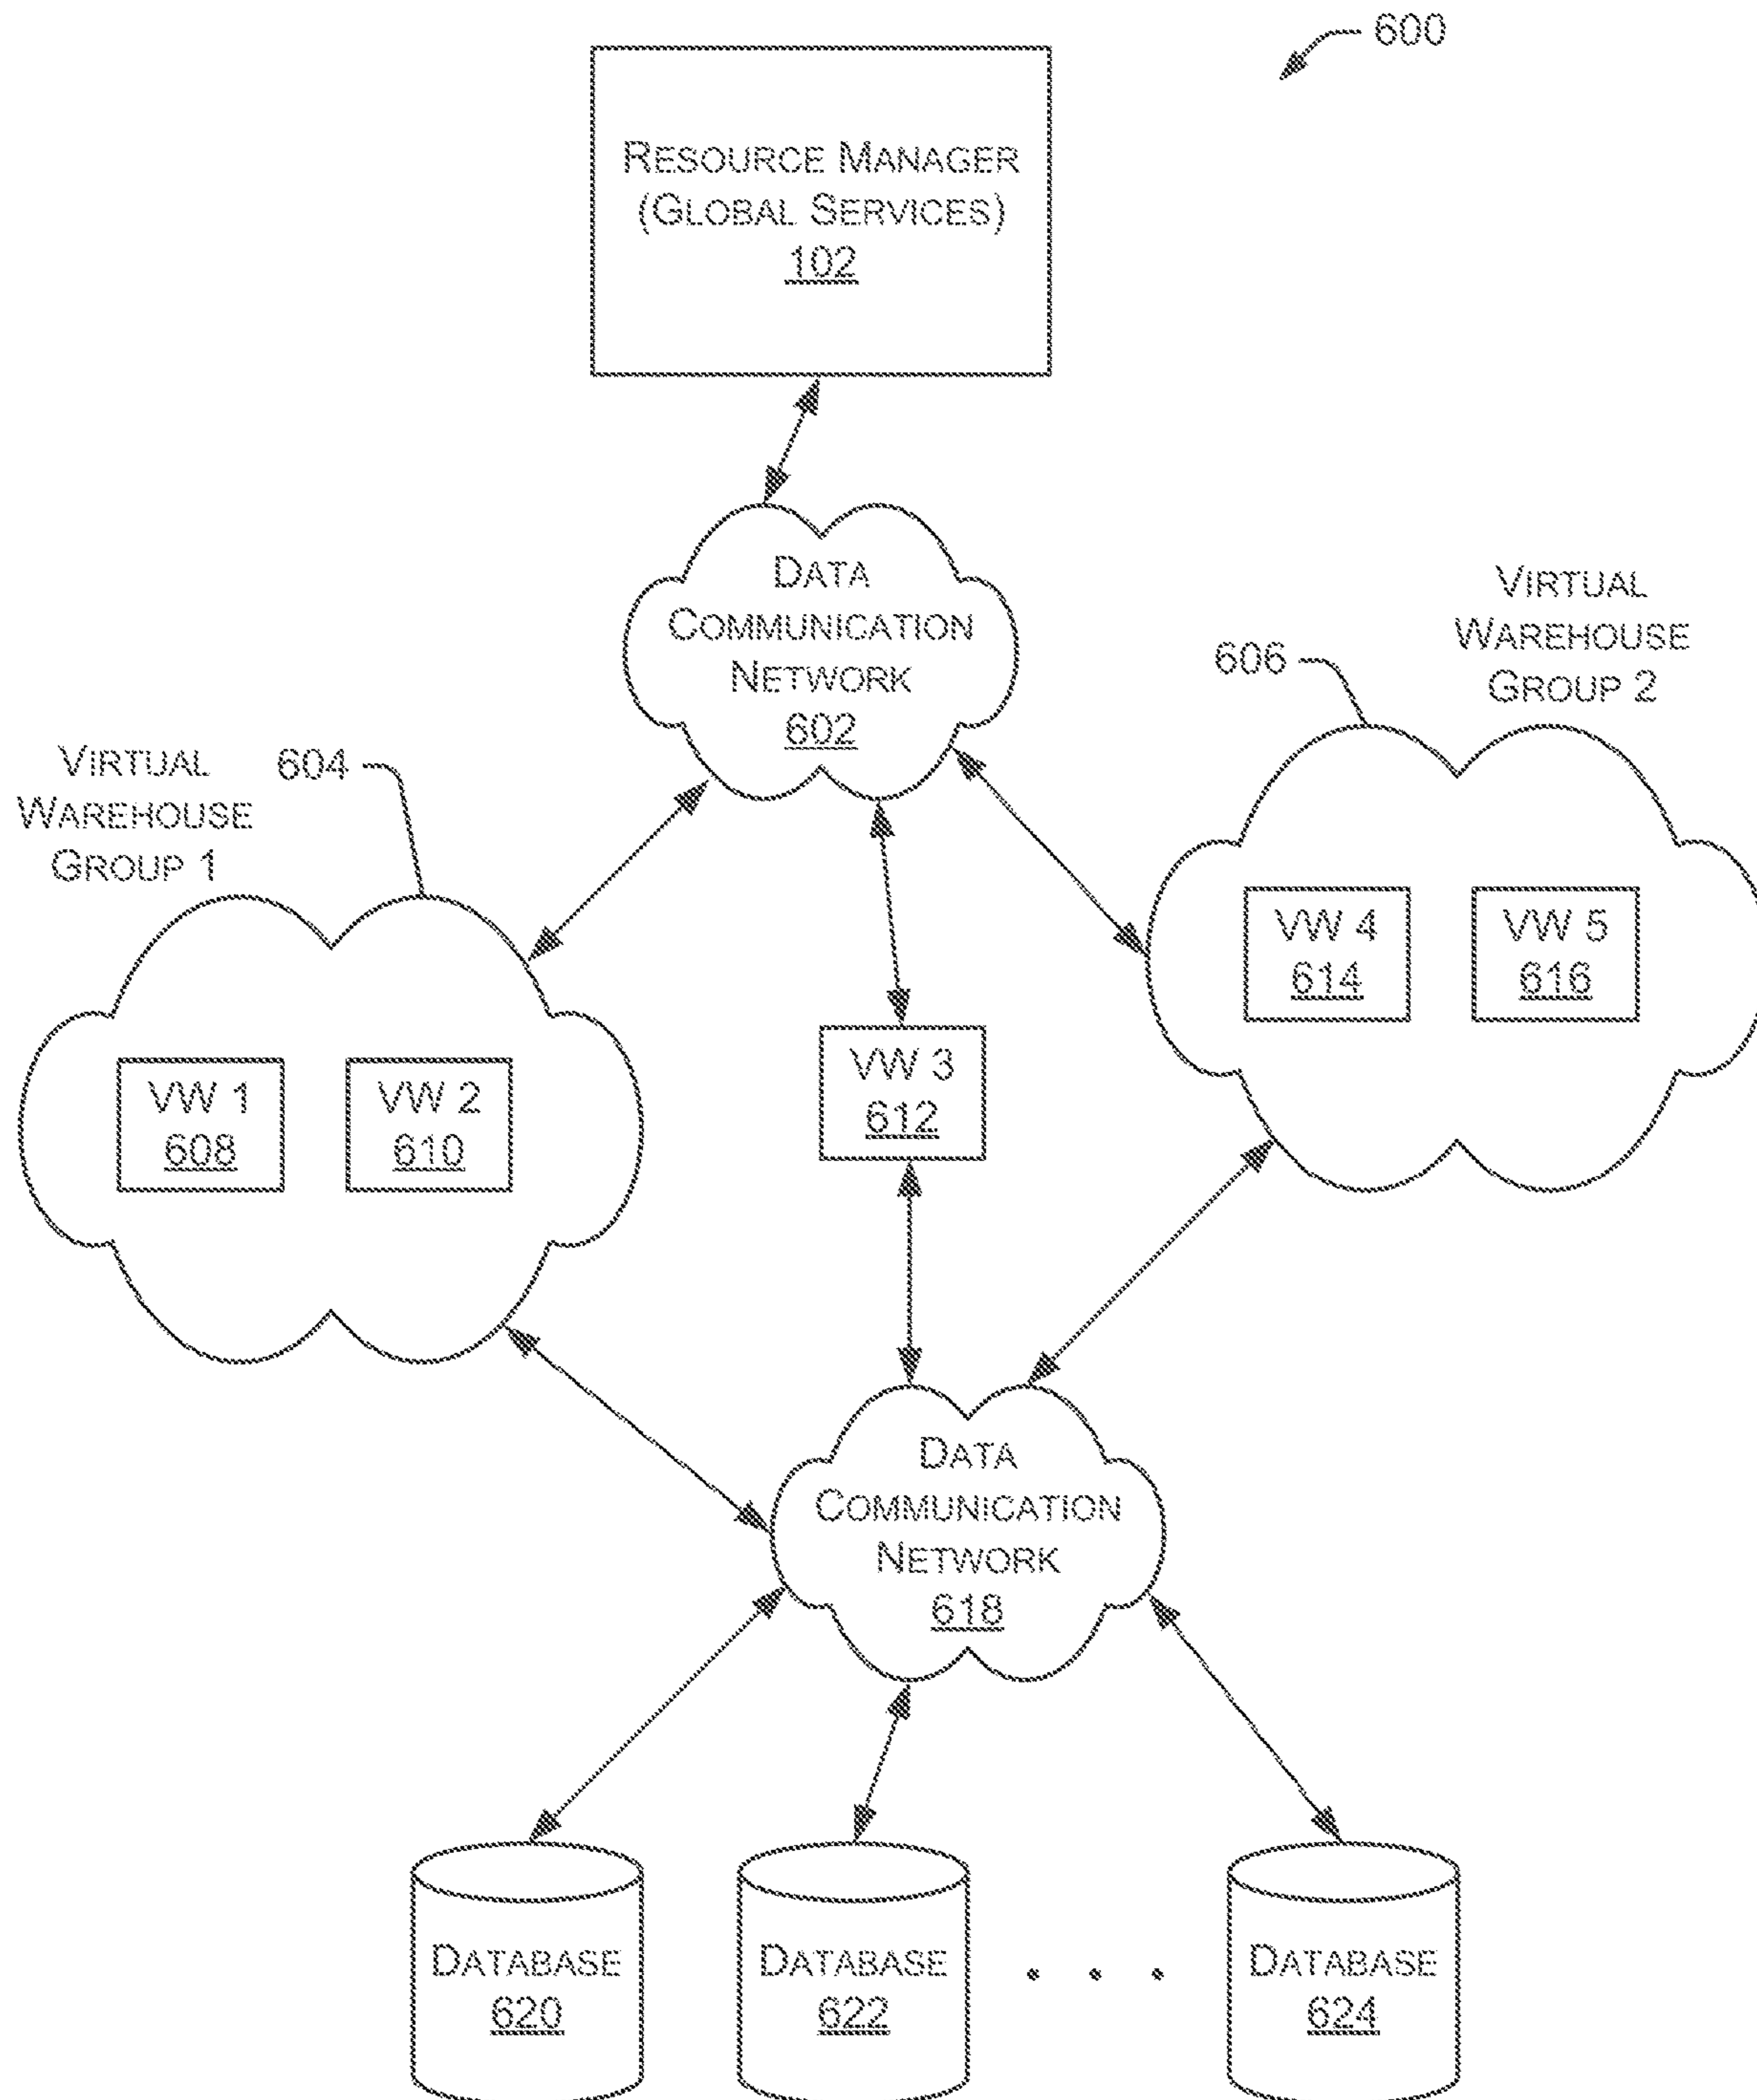 600
RESOURCE MANAGER
(GLOBAL SERVICES)
102
DATA
COMMUNICATION
NETWORK
602
VIRTUAL
WAREHOUSE
GROUP 2
606
VIRTUAL
WAREHOUSE
GROUP 1
604
VW 4
614
VW 5
616
VW 3
612
VW 1
608
VW 2
610
DATA
COMMUNICATION
NETWORK
618
DATABASE
620
DATABASE
622
. . .
DATABASE
624